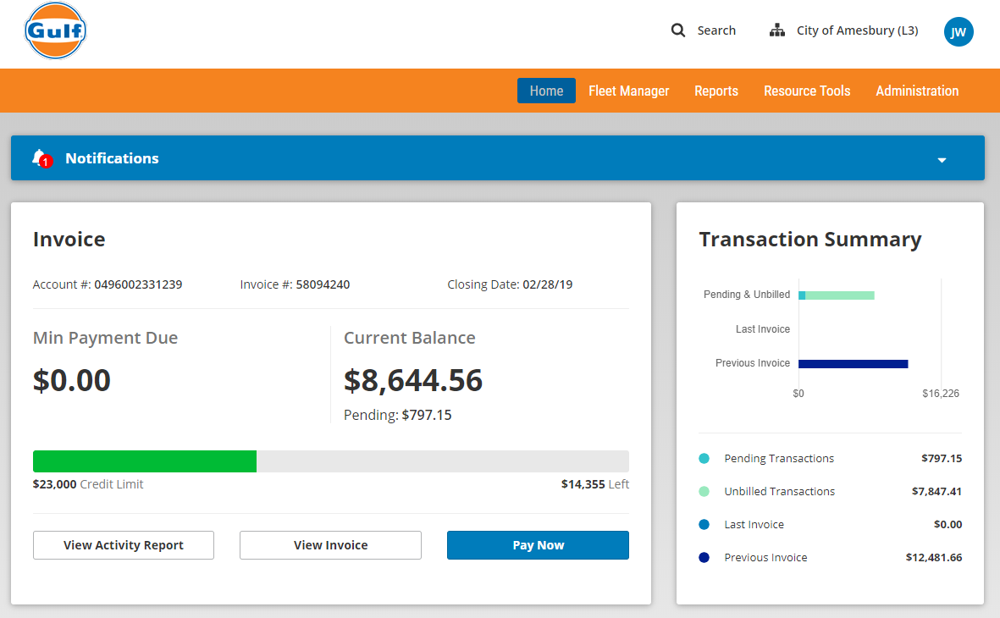 Gulf
Search
City of Amesbury (L3)
JW
Home Fleet Manager Reports Resource Tools Administration
1 Notifications
Invoice
Account #: 0496002331239 Invoice #: 58094240 Closing Date: 02/28/19
Min Payment Due
$0.00
Current Balance
$8,644.56
Pending: $797.15
$23,000 Credit Limit
$14,355 Left
View Activity Report View Invoice Pay Now
Transaction Summary
Pending & Unbilled
Last Invoice
Previous Invoice
$0 $16,226
Pending Transactions $797.15
Unbilled Transactions $7,847.41
Last Invoice $0.00
Previous Invoice $12,481.66